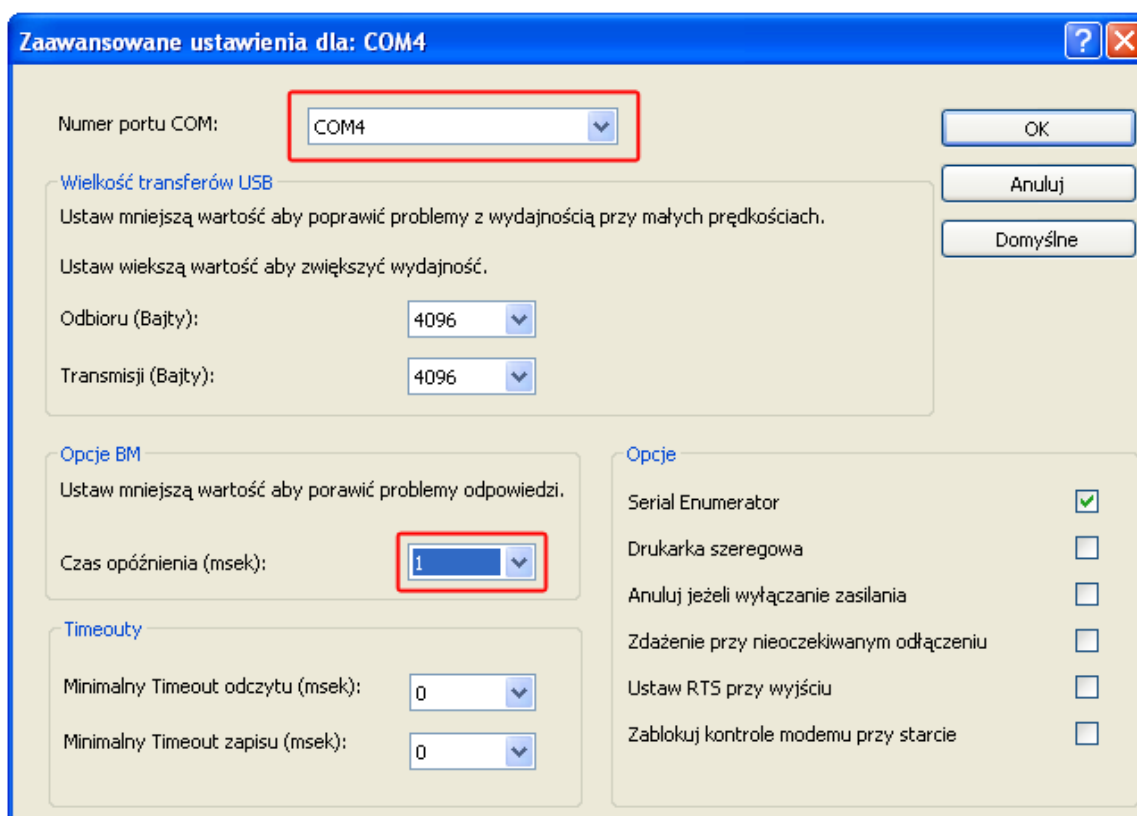 Zaawansowane ustawienia dla: COM4
Numer portu COM:
COM4
OK
Anuluj
Domyślne
Wielkość transferów USB
Ustaw mniejszą wartość aby poprawić problemy z wydajnością przy małych prędkościach.
Ustaw wiekszą wartość aby zwiększyć wydajność.
Odbioru (Bajty):
4096
Transmisji (Bajty):
4096
Opcje BM
Ustaw mniejszą wartość aby porawić problemy odpowiedzi.
Czas opóźnienia (msek):
1
Timeouty
Minimalny Timeout odczytu (msek):
0
Minimalny Timeout zapisu (msek):
0
Opcje
Serial Enumerator
Drukarka szeregowa
Anuluj jeżeli wyłączanie zasilania
Zdażenie przy nieoczekiwanym odłączeniu
Ustaw RTS przy wyjściu
Zablokuj kontrole modemu przy starcie